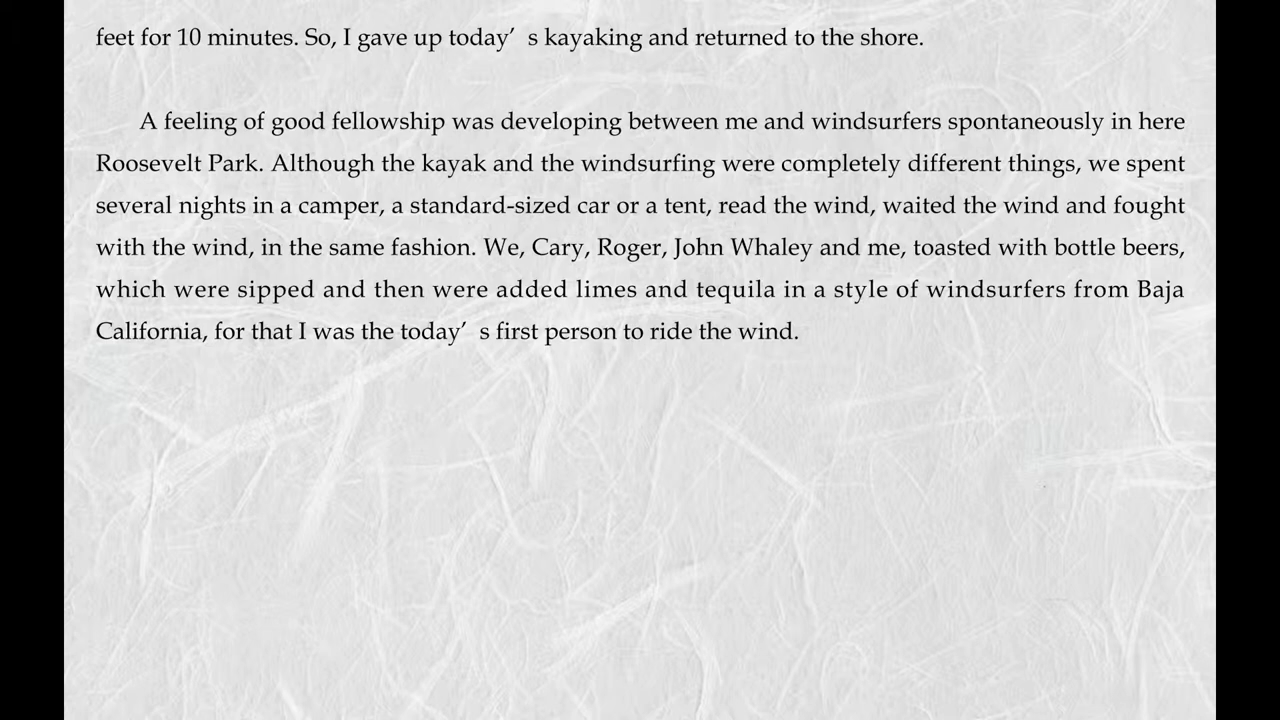 feet for 10 minutes. So, I gave up today’ s kayaking and returned to the shore.
A feeling of good fellowship was developing between me and windsurfers spontaneously in here
Roosevelt Park. Although the kayak and the windsurfing were completely different things, we spent
several nights in a camper, a standard-sized car or a tent, read the wind, waited the wind and fought
with the wind, in the same fashion. We, Cary, Roger, John Whaley and me, toasted with bottle beers,
which were sipped and then were added limes and tequila in a style of windsurfers from Baja
California, for that I was the today’ s first person to ride the wind.